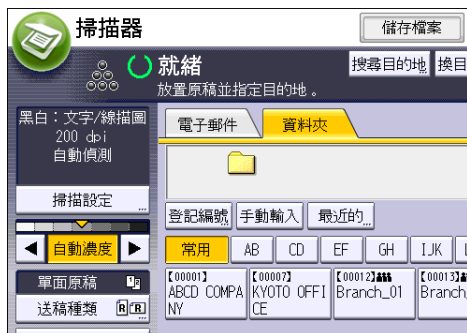 掃描器
儲存檔案
就緒
搜尋目的地
換目
放置原稿並指定目的地。
黑白：文字/線描圖
200 dpi
自動偵測
電子郵件
資料夾
掃描設定
登記編號
手動輸入
最近的
自動濃度
常用 AB CD EF GH IJK
單面原稿
送稿種類
【00001】
ABCD COMPA
NY
【00007】
KYOTO OFFI
CE
【00012】
Branch_01
【00013】
Branch